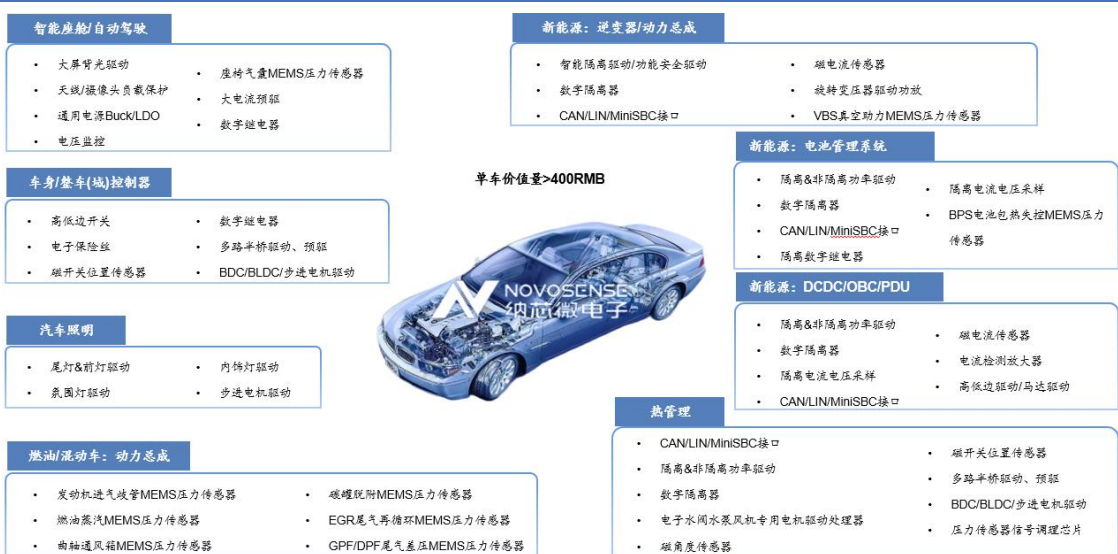 智能座舱/自动驾驶
• 大屏背光驱动
• 天线/摄像头负载保护
• 通用电源Buck/LDO
• 电压监控
• 座椅气囊MEMS压力传感器
• 大电流预驱
• 数字继电器
新能源：逆变器/动力总成
• 智能隔离驱动/功能安全驱动
• 数字隔离器
• CAN/LIN/MiniSBC接口
• 磁电流传感器
• 旋转变压器驱动功放
• VBS真空助力MEMS压力传感器
车身/整车(域)控制器
• 高低边开关
• 电子保险丝
• 磁开关位置传感器
• 数字继电器
• 多路半桥驱动、预驱
• BDC/BLDC/步进电机驱动
单车价值量>400RMB
NOVOSENSE
纳芯微电子
新能源：电池管理系统
• 隔离&非隔离功率驱动
• 数字隔离器
• CAN/LIN/MiniSBC接口
• 隔离数字继电器
• 隔离电流电压采样
• BPS电池包热失控MEMS压力
传感器
新能源：DCDC/OBC/PDU
• 隔离&非隔离功率驱动
• 数字隔离器
• 隔离电流电压采样
• CAN/LIN/MiniSBC接口
• 磁电流传感器
• 电流检测放大器
• 高低边驱动/马达驱动
汽车照明
• 尾灯&前灯驱动
• 氛围灯驱动
• 内饰灯驱动
• 步进电机驱动
燃油/混动车：动力总成
• 发动机进气歧管MEMS压力传感器
• 燃油蒸汽MEMS压力传感器
• 曲轴通风箱MEMS压力传感器
• 碳罐脱附MEMS压力传感器
• EGR尾气再循环MEMS压力传感器
• GPF/DPF尾气差压MEMS压力传感器
热管理
• CAN/LIN/MiniSBC接口
• 隔离&非隔离功率驱动
• 数字隔离器
• 电子水阀水泵风机专用电机驱动处理器
• 磁角度传感器
• 磁开关位置传感器
• 多路半桥驱动、预驱
• BDC/BLDC/步进电机驱动
• 压力传感器信号调理芯片